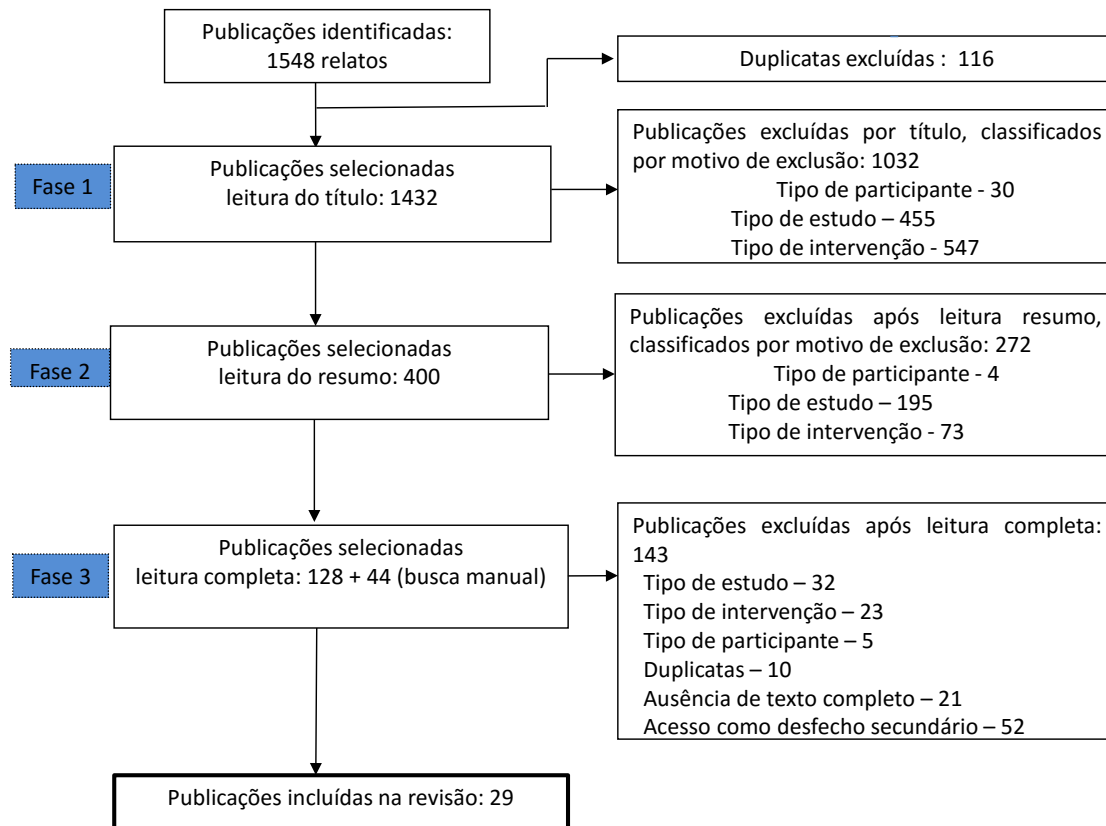 Publicações identificadas:
1548 relatos
Duplicatas excluídas : 116
Fase 1
Publicações selecionadas
leitura do título: 1432
Publicações excluídas por título, classificados
por motivo de exclusão: 1032
Tipo de participante - 30
Tipo de estudo – 455
Tipo de intervenção - 547
Fase 2
Publicações selecionadas
leitura do resumo: 400
Publicações excluídas após leitura resumo,
classificados por motivo de exclusão: 272
Tipo de participante - 4
Tipo de estudo – 195
Tipo de intervenção - 73
Fase 3
Publicações selecionadas
leitura completa: 128 + 44 (busca manual)
Publicações excluídas após leitura completa:
143
Tipo de estudo – 32
Tipo de intervenção – 23
Tipo de participante – 5
Duplicatas – 10
Ausência de texto completo – 21
Acesso como desfecho secundário – 52
Publicações incluídas na revisão: 29